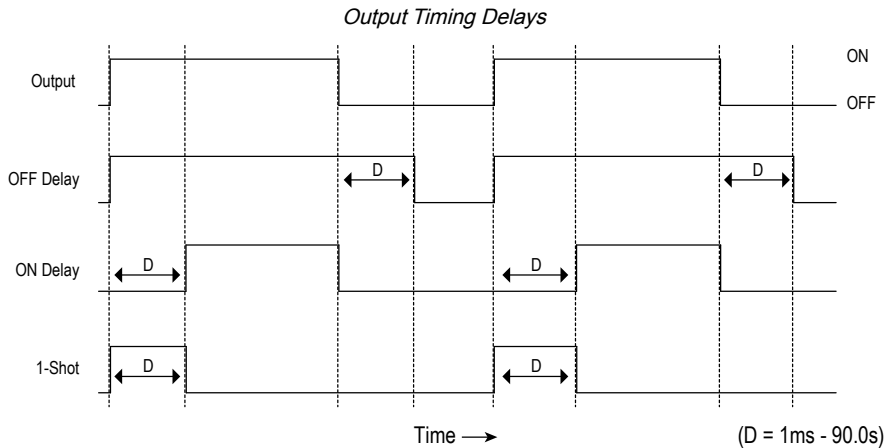 Output Timing Delays
ON
Output
OFF
OFF Delay
D
D
ON Delay
D
D
1-Shot
D
D
Time
(D = 1ms - 90.0s)